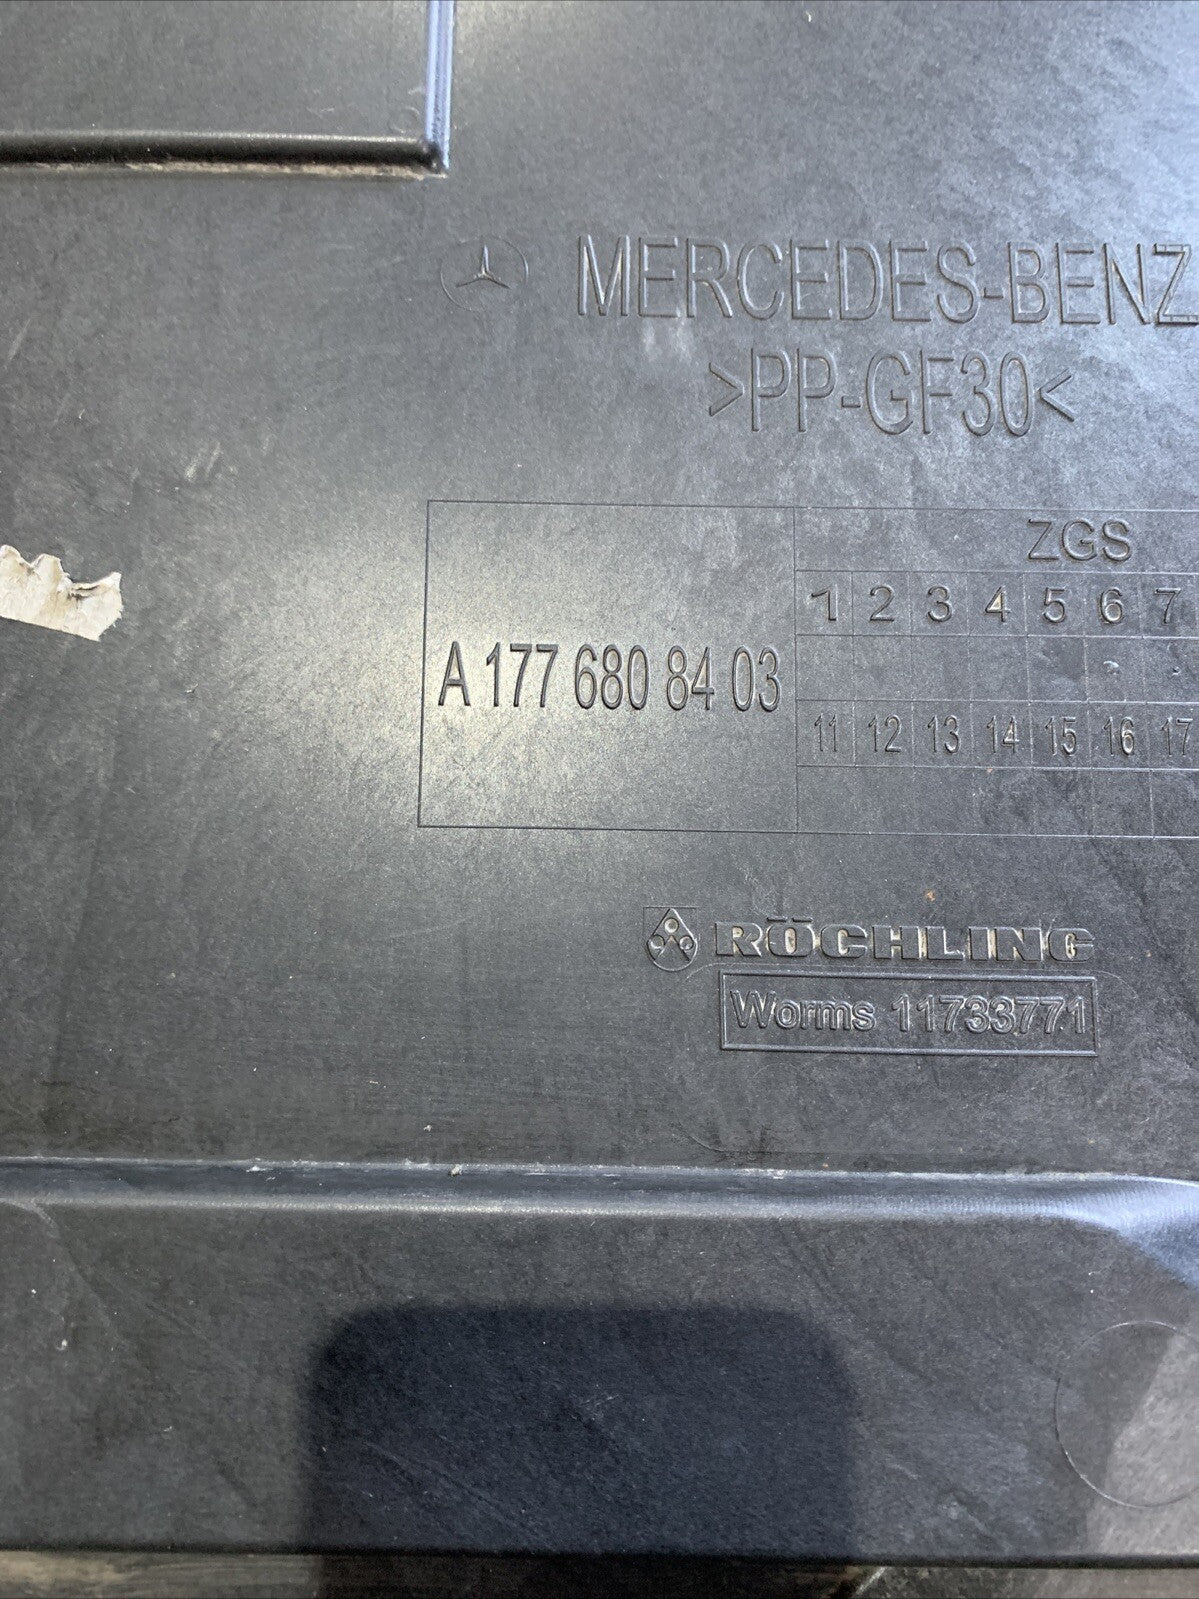 MERCEDES-BENZ
>PP-GF30<
ZGS
1 2 3 4 5 6 7
A 177 680 84 03
11 12 13 14 15 16 17
RÖCHLING
Worms 11733771